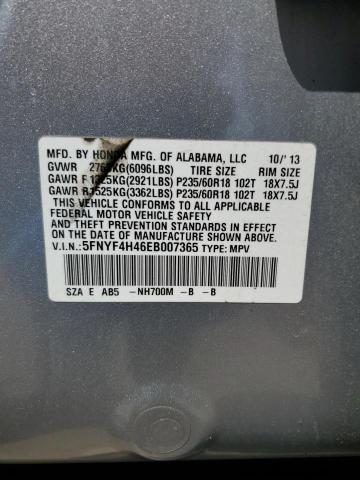 MFD. BY HONDA MFG. OF ALABAMA, LLC 10/'13
GVWR 2765KG(6096LBS) TIRE SIZE RIM SIZE
GAWR F 1325KG(2921LBS) P235/60R18 102T 18X7.5J
GAWR R 1525KG(3362LBS) P235/60R18 102T 18X7.5J
THIS VEHICLE CONFORMS TO ALL APPLICABLE
FEDERAL MOTOR VEHICLE SAFETY STANDARDS
IN EFFECT ON THE DATE OF MANUFACTURE SHOWN ABOVE.
V.I.N.: 5FNYF4H46EB007365 TYPE: MPV
SZA E AB5 -NH700M -B -B